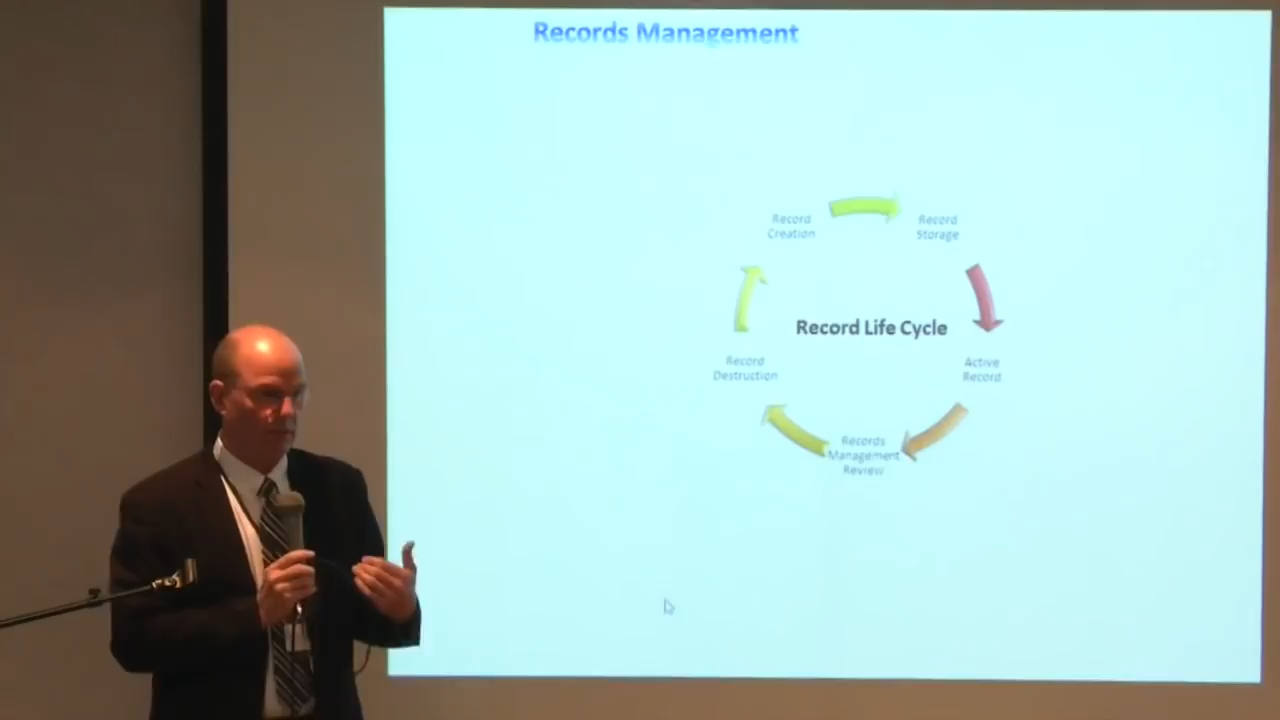 Records Management
Record
Creation
Record
Storage
Record Life Cycle
Record
Destruction
Active
Record
Records
Management
Review